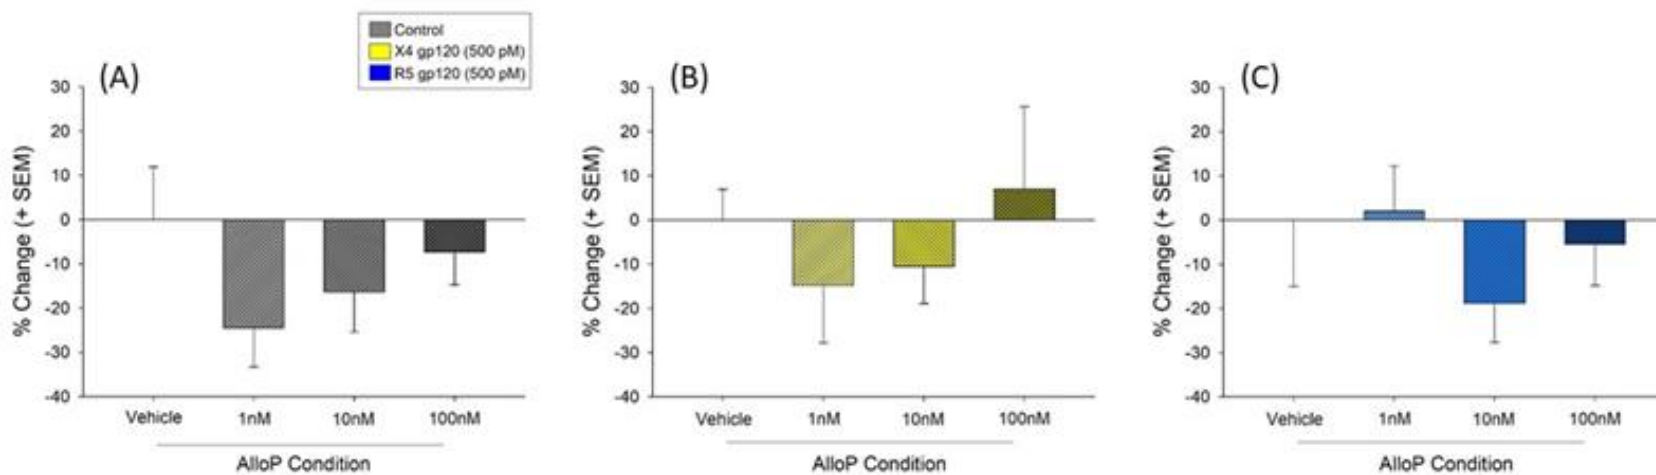 Control
X4 gp120 (500 pM)
R5 gp120 (500 pM)
(A)
% Change (+ SEM)
30
20
10
0
-10
-20
-30
-40
Vehicle 1nM 10nM 100nM
AlloP Condition
(B)
% Change (+ SEM)
30
20
10
0
-10
-20
-30
-40
Vehicle 1nM 10nM 100nM
AlloP Condition
(C)
% Change (+ SEM)
30
20
10
0
-10
-20
-30
-40
Vehicle 1nM 10nM 100nM
AlloP Condition